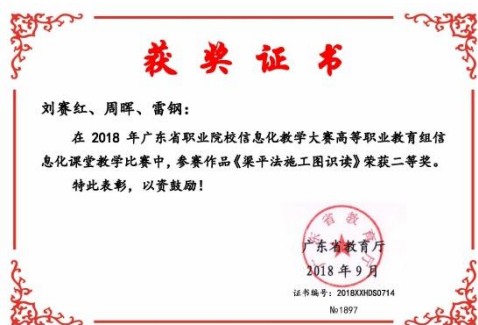 获奖证书
刘赛红、周晖、雷钢：
在 2018 年广东省职业院校信息化教学大赛高等职业教育组信
息化课堂教学比赛中，参赛作品《梁平法施工图识读》荣获二等奖。
特此表彰，以资鼓励！
广东省教育厅
2018 年 9 月
证书编号：2018XXHDS0714
No1897